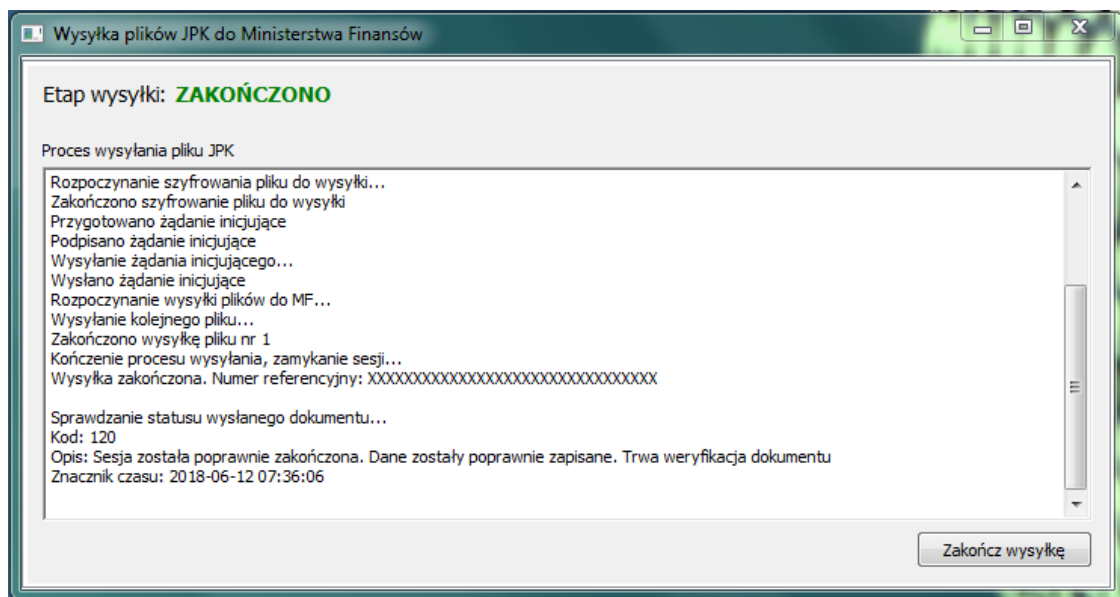 Wysyłka plików JPK do Ministerstwa Finansów
Etap wysyłki: ZAKOŃCZONO
Proces wysyłania pliku JPK
Rozpoczynanie szyfrowania pliku do wysyłki...
Zakończono szyfrowanie pliku do wysyłki
Przygotowano żądanie inicjujące
Podpisano żądanie inicjujące
Wysyłanie żądania inicjującego...
Wysłano żądanie inicjujące
Rozpoczynanie wysyłki plików do MF...
Wysyłanie kolejnego pliku...
Zakończono wysyłkę pliku nr 1
Kończenie procesu wysyłania, zamykanie sesji...
Wysyłka zakończona. Numer referencyjny: XXXXXXXXXXXXXXXXXXXXXXXXXXXXXXXX
Sprawdzanie statusu wysłanego dokumentu...
Kod: 120
Opis: Sesja została poprawnie zakończona. Dane zostały poprawnie zapisane. Trwa weryfikacja dokumentu
Znacznik czasu: 2018-06-12 07:36:06
Zakończ wysyłkę